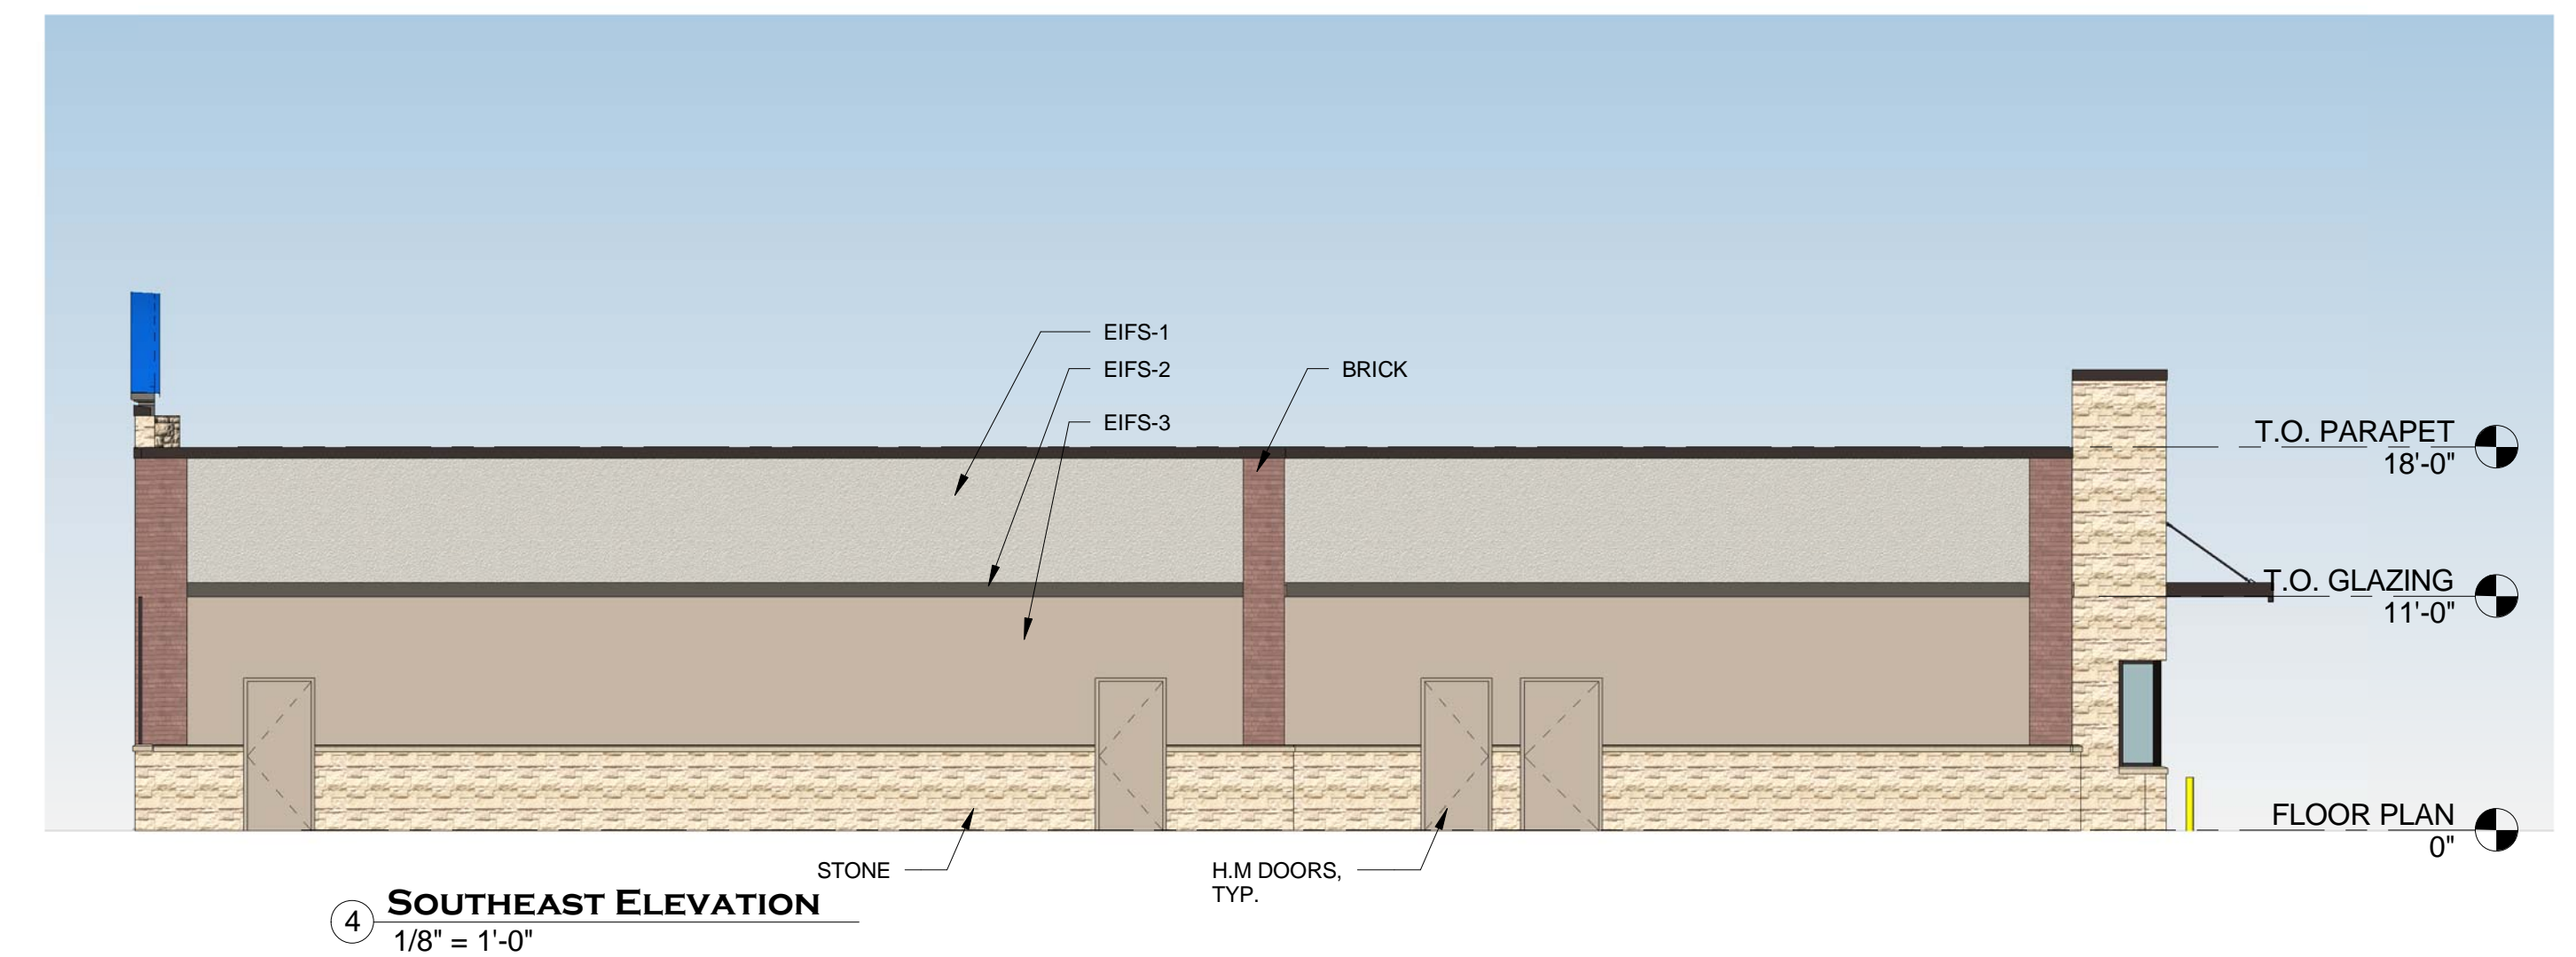 EIFS-1
EIFS-2
BRICK
EIFS-3
T.O. PARAPET
18'-0"
T.O. GLAZING
11'-0"
FLOOR PLAN
0"
STONE
H.M DOORS,
TYP.
4
SOUTHEAST ELEVATION
1/8" = 1'-0"